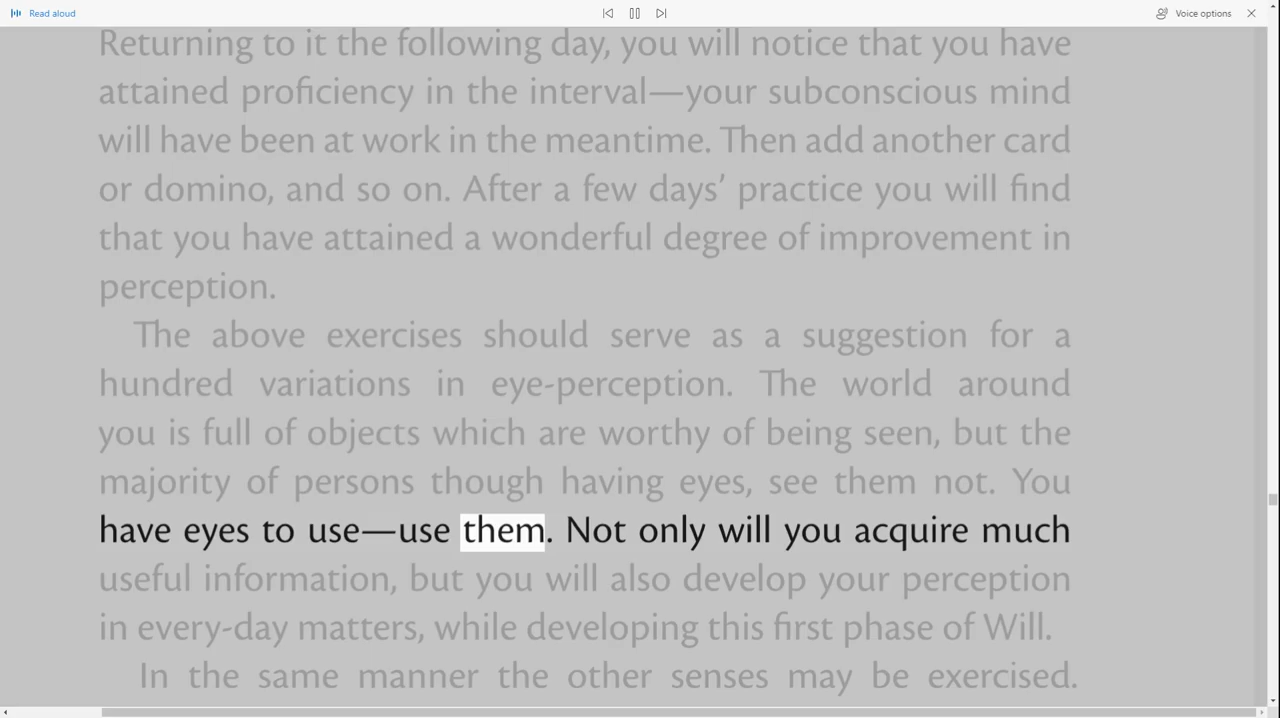 Read aloud
Voice options
Returning to it the following day, you will notice that you have
attained proficiency in the interval—your subconscious mind
will have been at work in the meantime. Then add another card
or domino, and so on. After a few days’ practice you will find
that you have attained a wonderful degree of improvement in
perception.
The above exercises should serve as a suggestion for a
hundred variations in eye-perception. The world around
you is full of objects which are worthy of being seen, but the
majority of persons though having eyes, see them not. You
have eyes to use—use them. Not only will you acquire much
useful information, but you will also develop your perception
in every-day matters, while developing this first phase of Will.
In the same manner the other senses may be exercised.